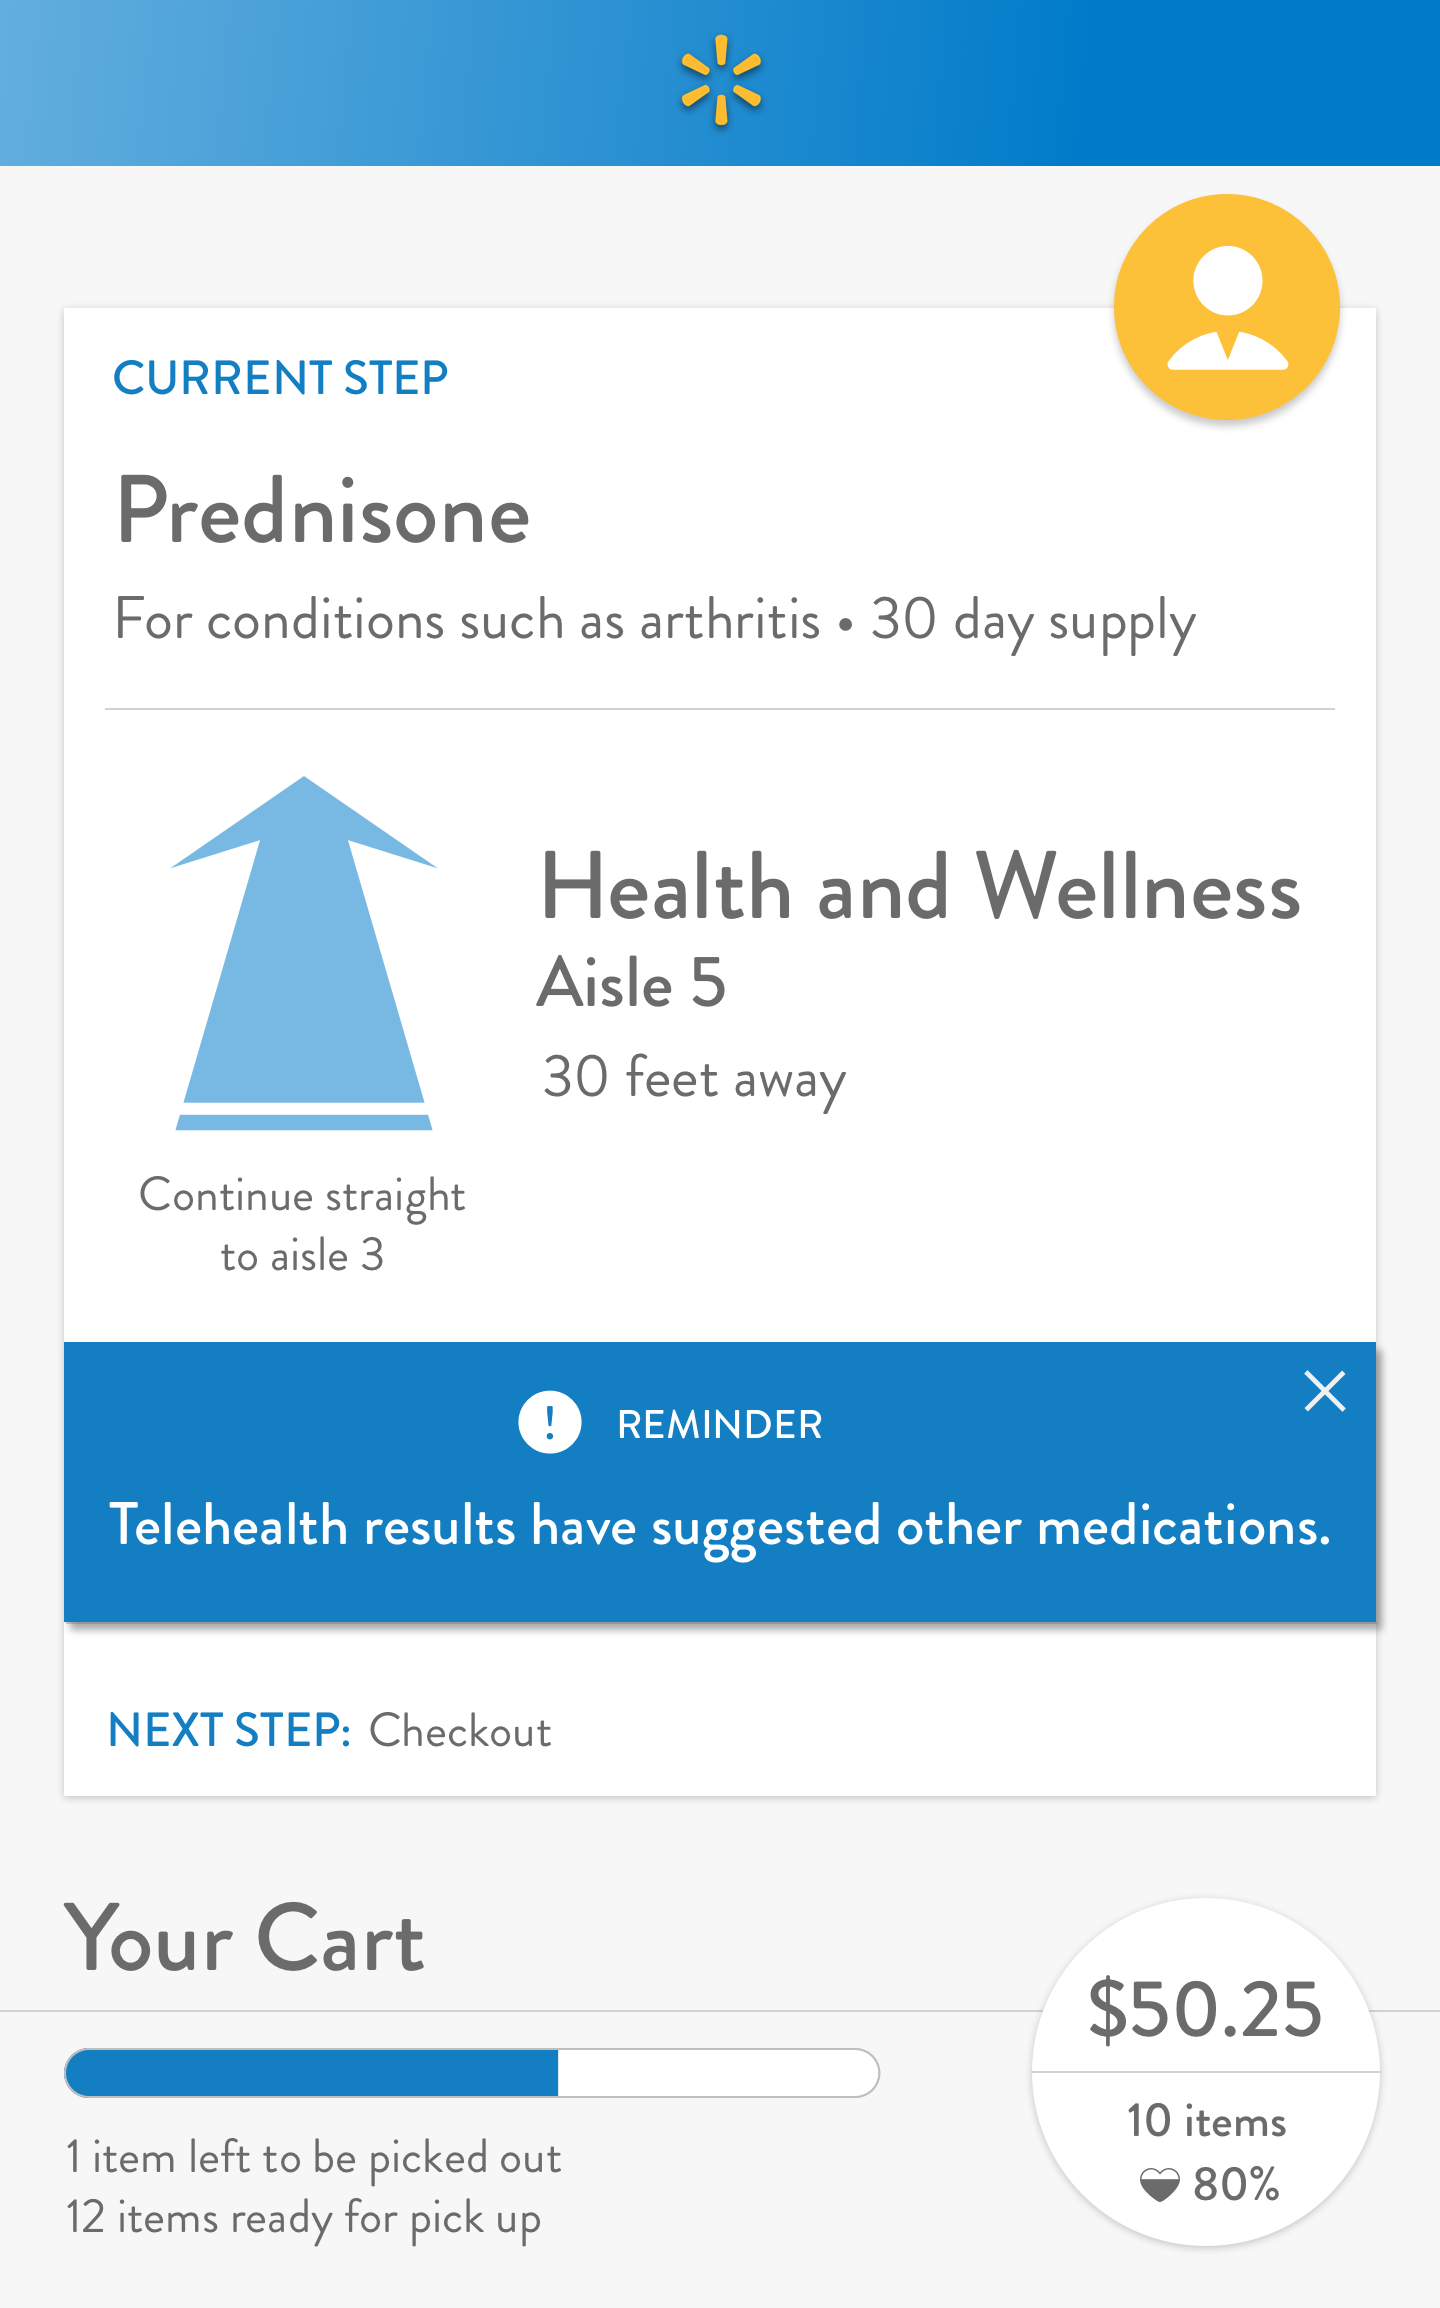 CURRENT STEP
Prednisone
For conditions such as arthritis • 30 day supply
Health and Wellness
Aisle 5
30 feet away
Continue straight
to aisle 3
! REMINDER
Telehealth results have suggested other medications.
NEXT STEP: Checkout
Your Cart
$50.25
10 items
80%
1 item left to be picked out
12 items ready for pick up